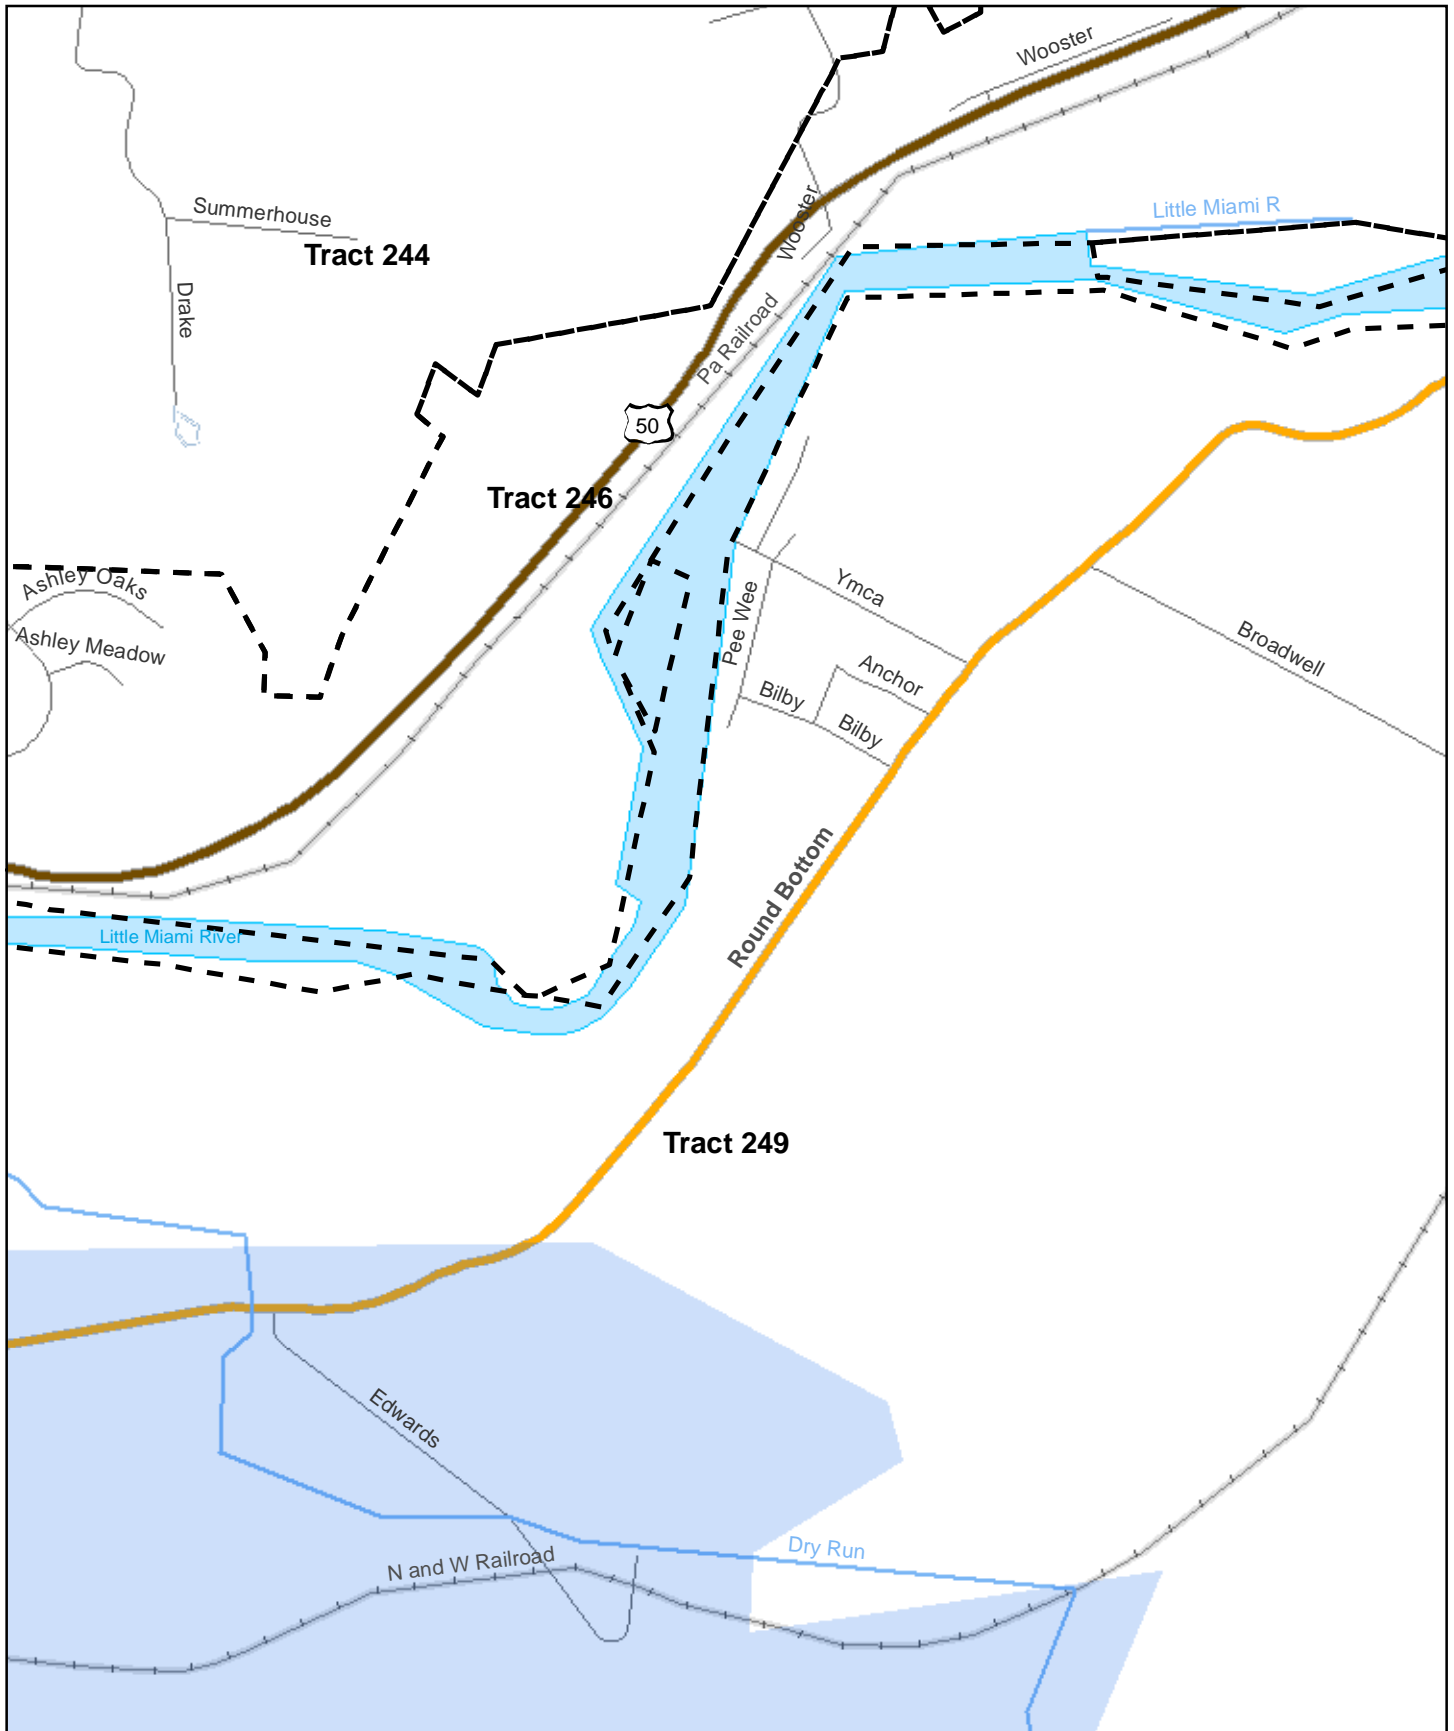 Wooster
Little Miami R
Summerhouse
Wooster
Tract 244
Drake
Pa Railroad
50
Tract 246
Ashley Oaks
Ymca
Pee Wee
Ashley Meadow
Broadwell
Anchor
Bilby
Bilby
Round Bottom
Little Miami River
Tract 249
Edwards
Dry Run
N and W Railroad